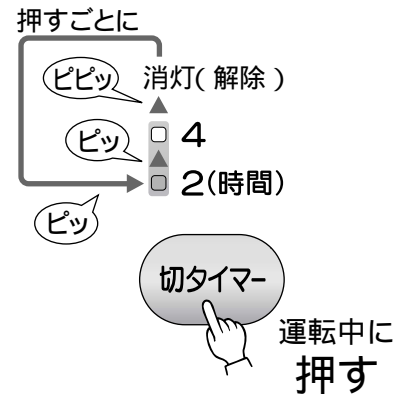 押すごとに
ピピッ 消灯(解除)
ピッ 4
2(時間)
ピッ
切タイマー
運転中に
押す